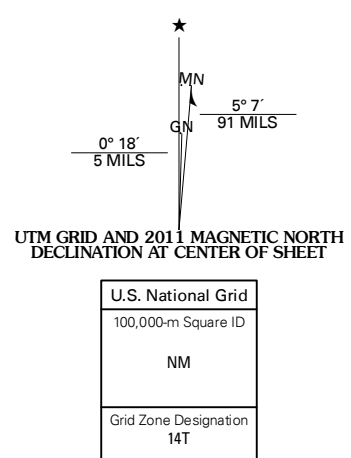 ★
MN
5° 7´
91 MILS
GN
0° 18´
5 MILS
UTM GRID AND 2011 MAGNETIC NORTH
DECLINATION AT CENTER OF SHEET
U.S. National Grid
100,000-m Square ID
NM
Grid Zone Designation
14T